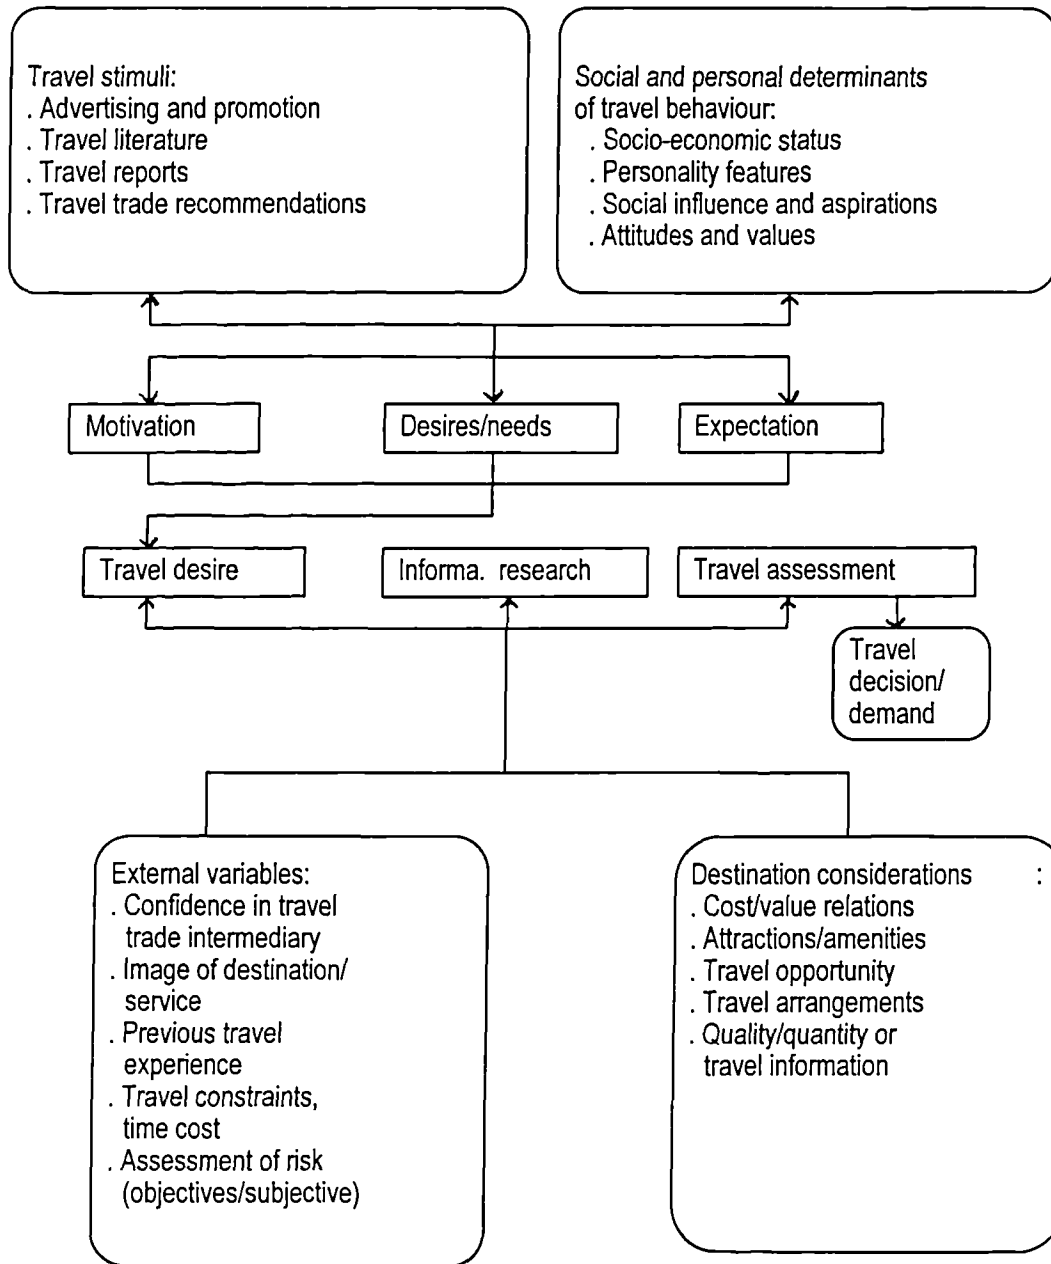 Travel stimuli:
. Advertising and promotion
. Travel literature
. Travel reports
. Travel trade recommendations
Social and personal determinants
of travel behaviour:
. Socio-economic status
. Personality features
. Social influence and aspirations
. Attitudes and values
Motivation
Desires/needs
Expectation
Travel desire
Informa. research
Travel assessment
Travel
decision/
demand
External variables:
. Confidence in travel
trade intermediary
. Image of destination/
service
. Previous travel
experience
. Travel constraints,
time cost
. Assessment of risk
(objectives/subjective)
Destination considerations :
. Cost/value relations
. Attractions/amenities
. Travel opportunity
. Travel arrangements
. Quality/quantity or
travel information